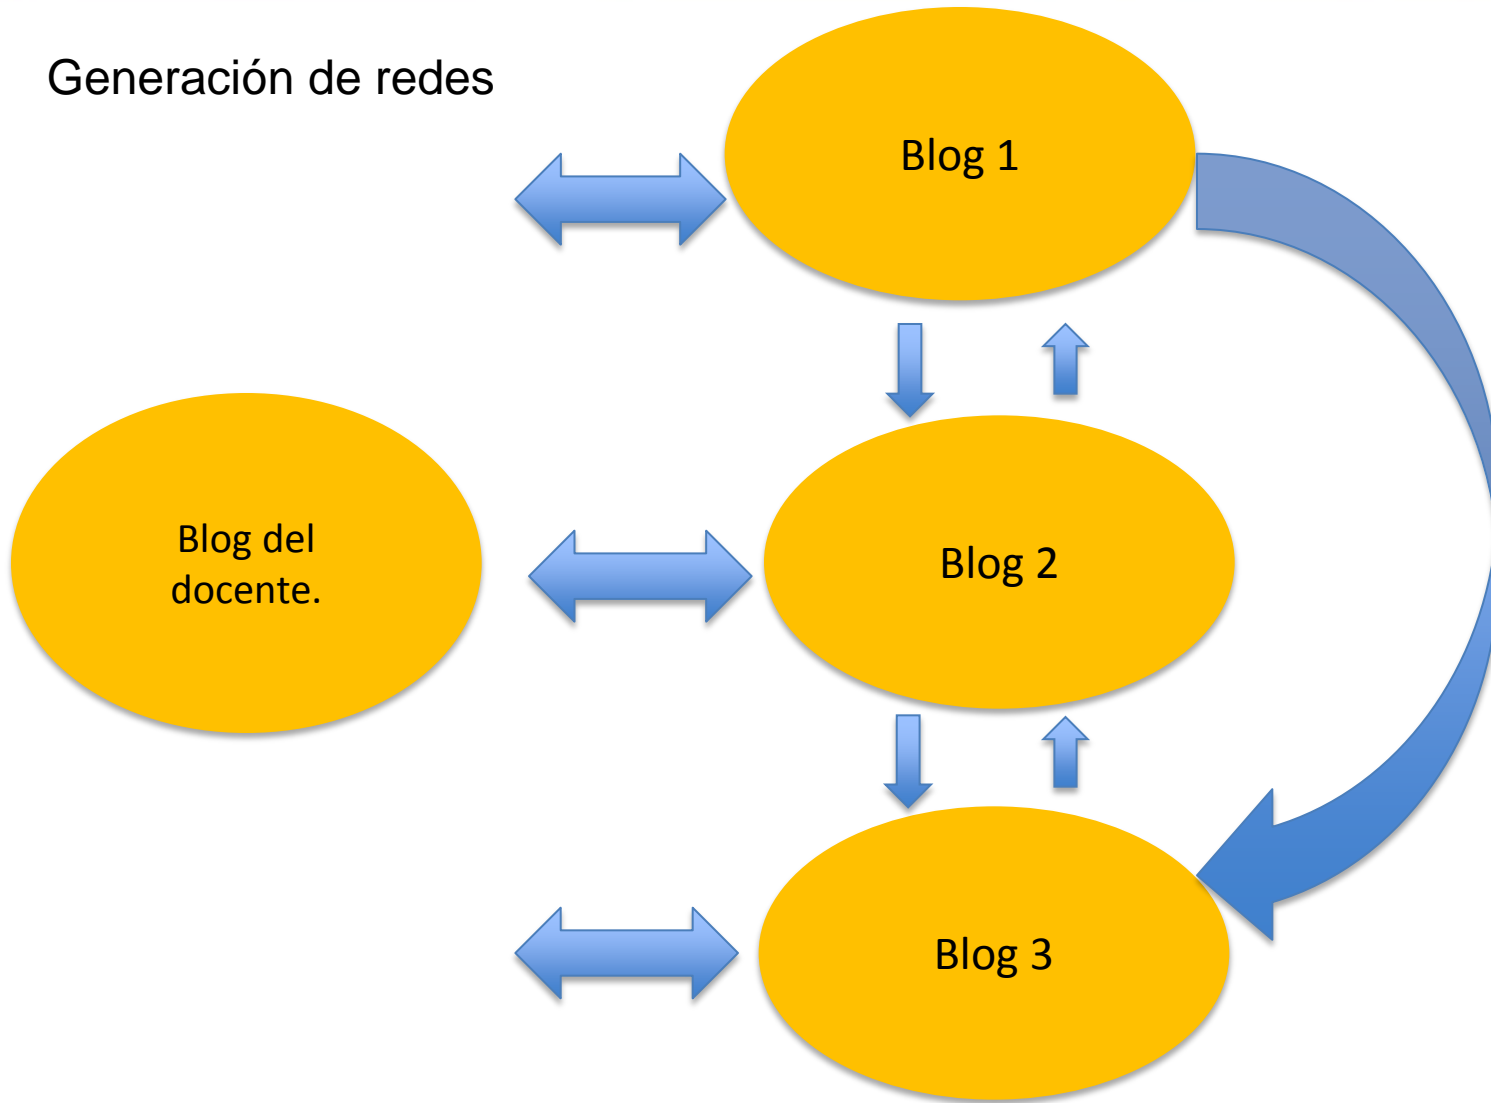 Generación de redes
Blog 1
Blog del
docente.
Blog 2
Blog 3